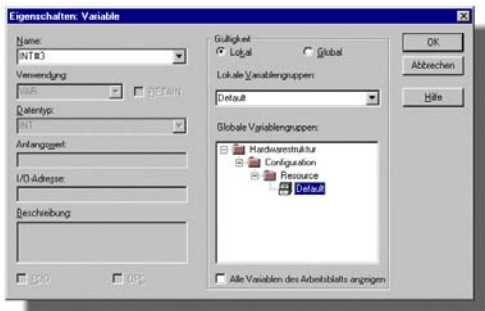 Eigenschaften: Variable
Name:
INT#3
Verwendung:
VAR
RETAIN
Datentyp:
INT
Anfangswert:
I/O-Adresse:
Beschreibung:
PDD
OPC
Gültigkeit
Lokal
Global
Lokale Variablengruppen:
Default
Globale Variablengruppen:
Hardwarestruktur
Configuration
Resource
Default
Alle Variablen des Arbeitsblatts anzeigen
OK
Abbrechen
Hilfe